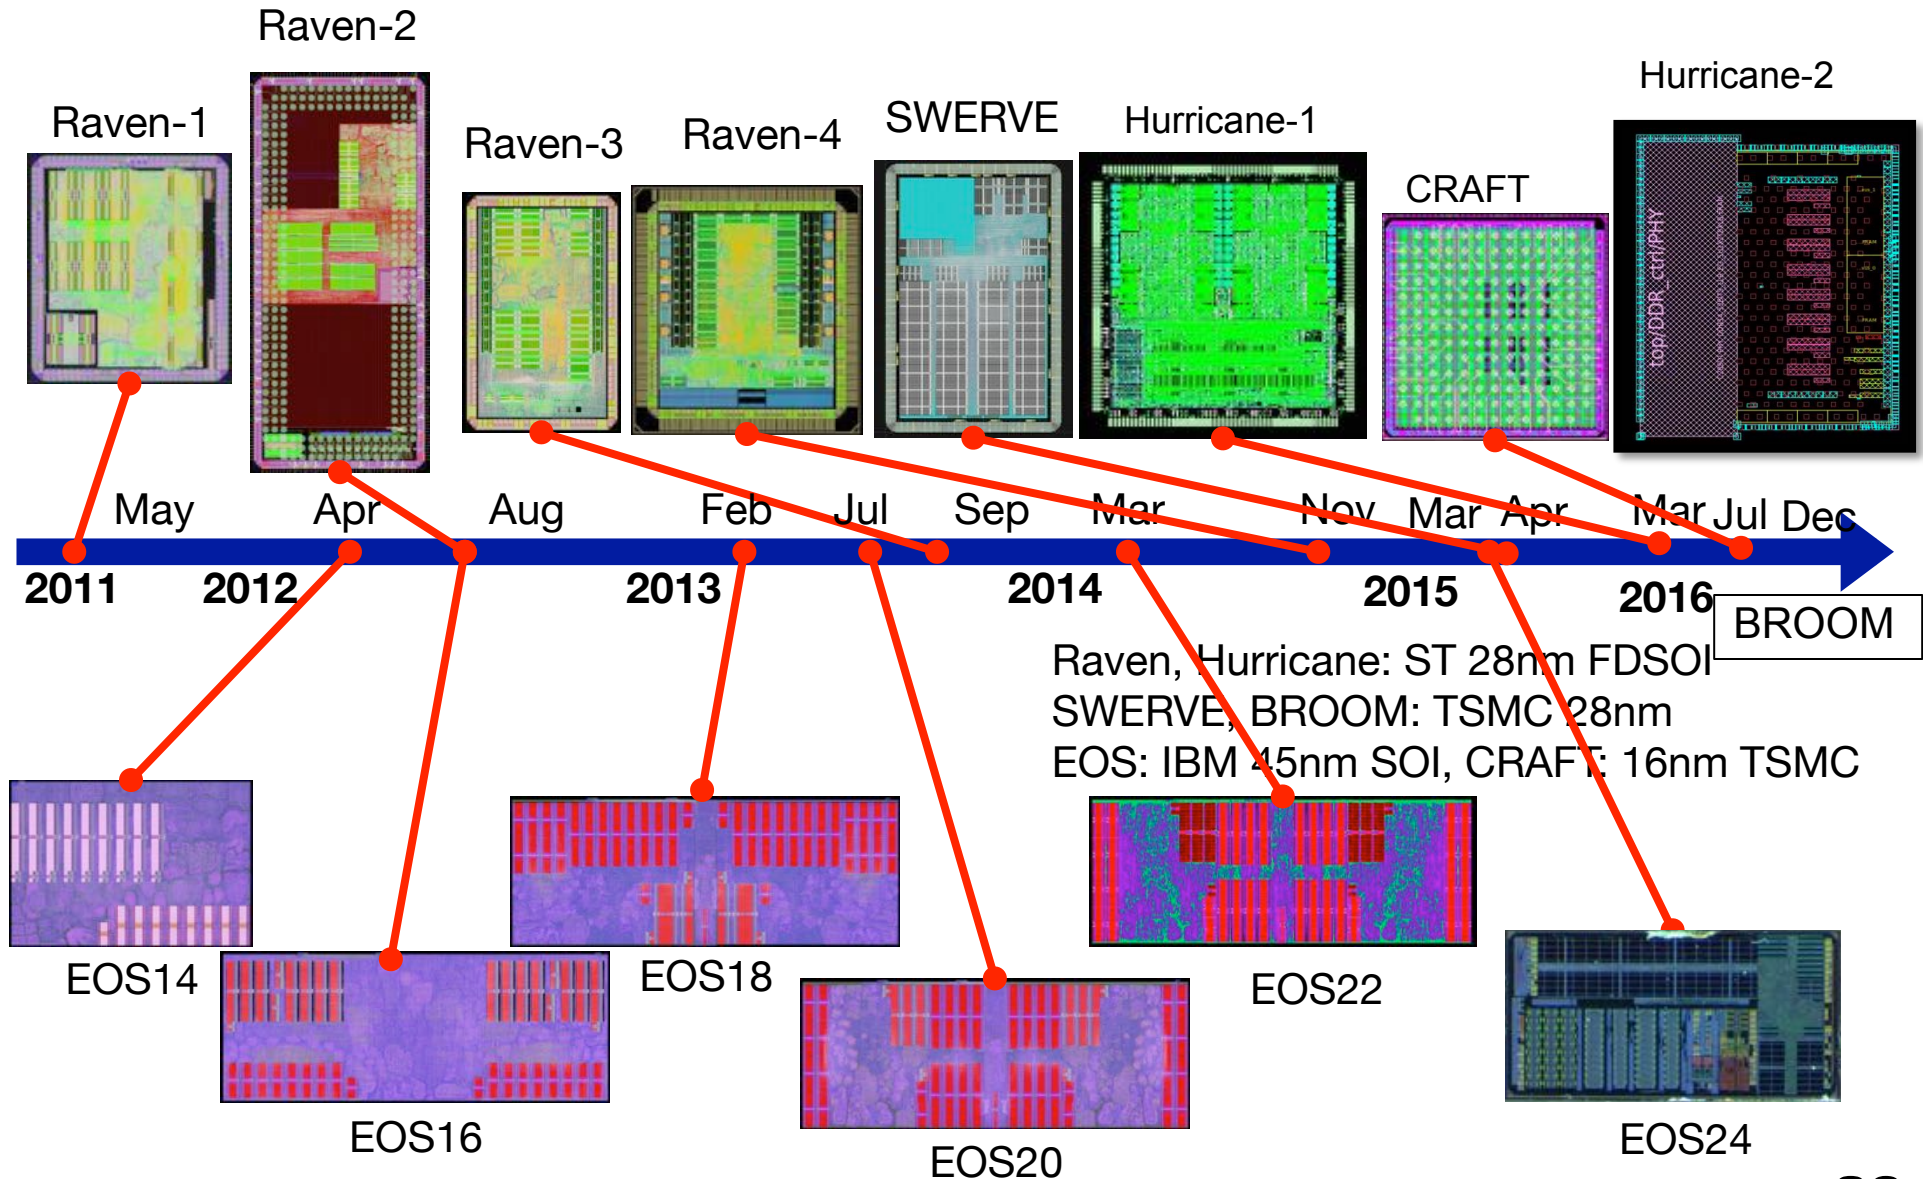 Raven-2
Hurricane-2
Raven-1
SWERVE
Hurricane-1
Raven-3
Raven-4
CRAFT
top/DDR_ctrl/PHY
May
Apr
Aug
Feb
Jul
Sep
Mar
Nov
Mar
Apr
Mar
Jul
Dec
2011
2012
2013
2014
2015
2016
BROOM
Raven, Hurricane: ST 28nm FDSOI
SWERVE, BROOM: TSMC 28nm
EOS: IBM 45nm SOI, CRAFT: 16nm TSMC
EOS14
EOS18
EOS22
EOS16
EOS20
EOS24